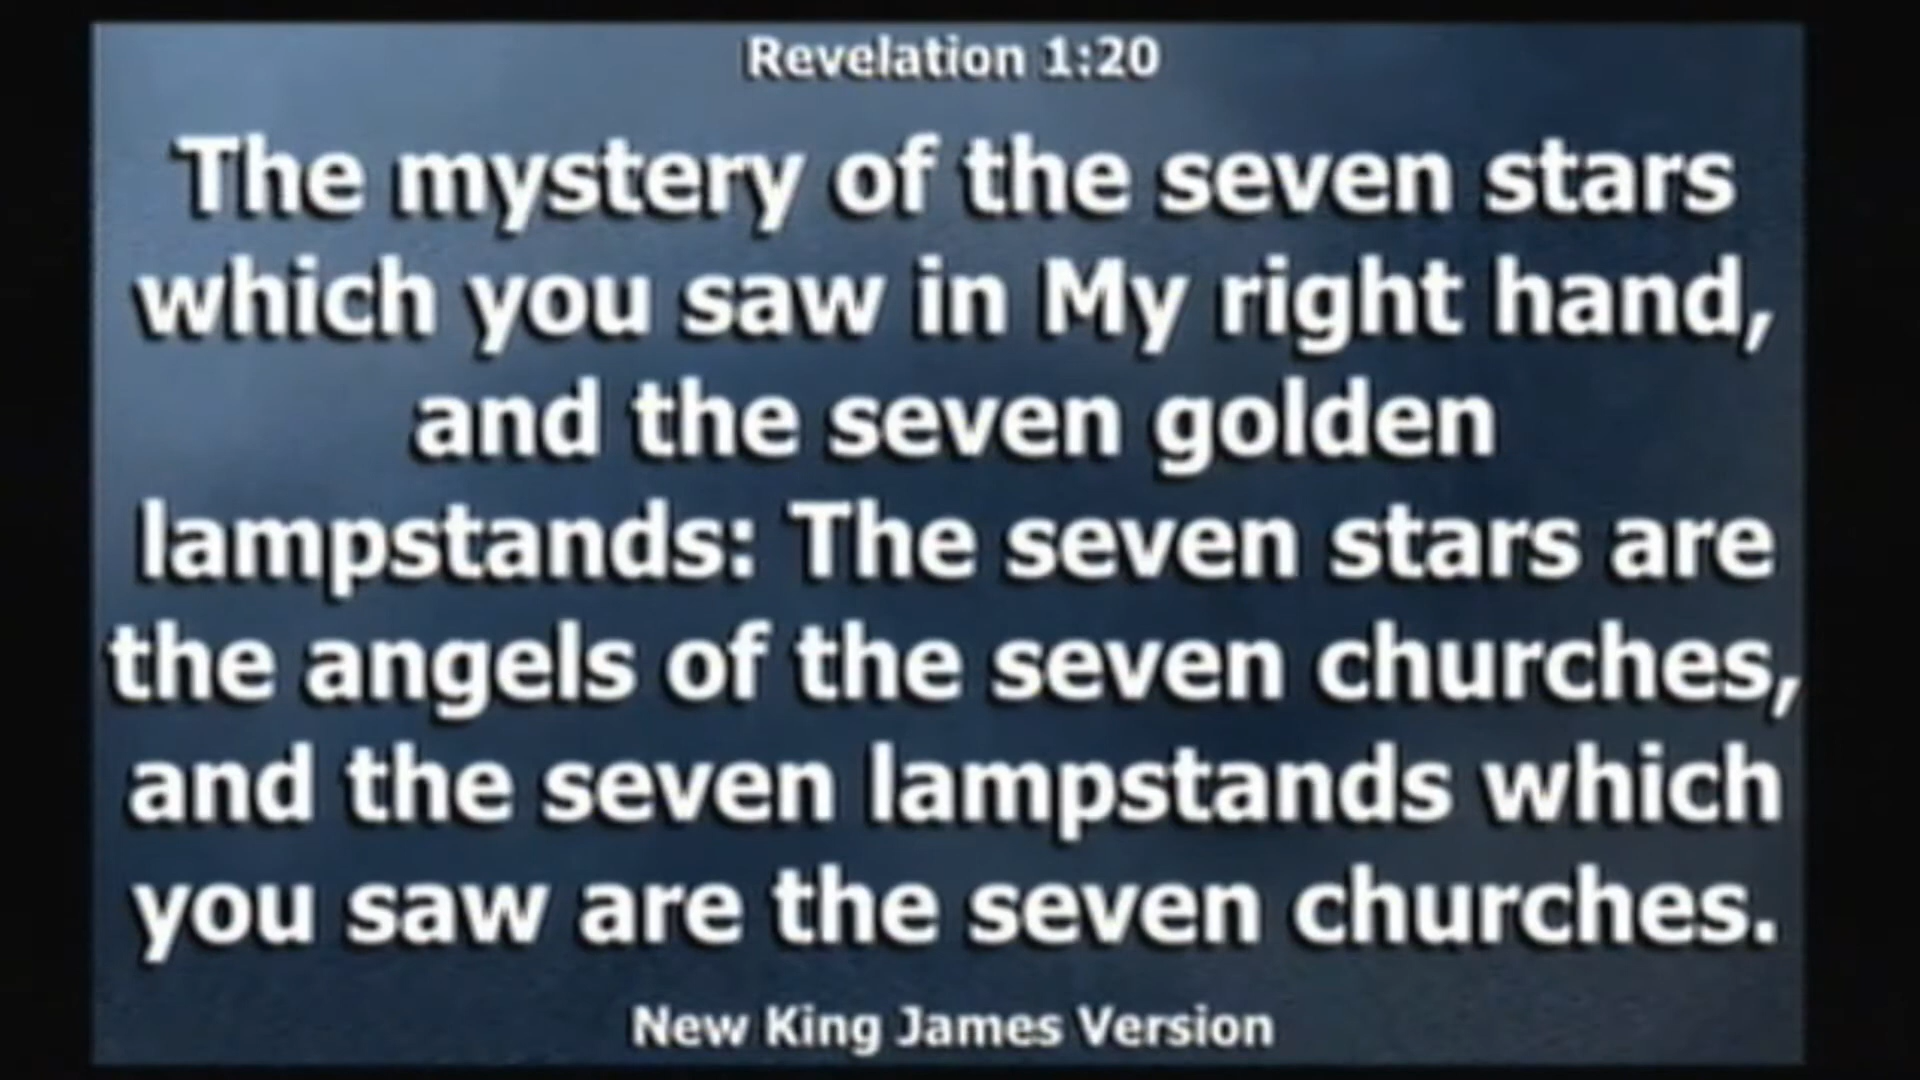 Revelation 1:20
The mystery of the seven stars
which you saw in My right hand,
and the seven golden
lampstands: The seven stars are
the angels of the seven churches,
and the seven lampstands which
you saw are the seven churches.
New King James Version